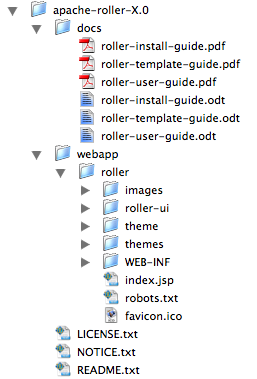 apache-roller-X.0
docs
roller-install-guide.pdf
roller-template-guide.pdf
roller-user-guide.pdf
roller-install-guide.odt
roller-template-guide.odt
roller-user-guide.odt
webapp
roller
images
roller-ui
theme
themes
WEB-INF
index.jsp
robots.txt
favicon.ico
LICENSE.txt
NOTICE.txt
README.txt